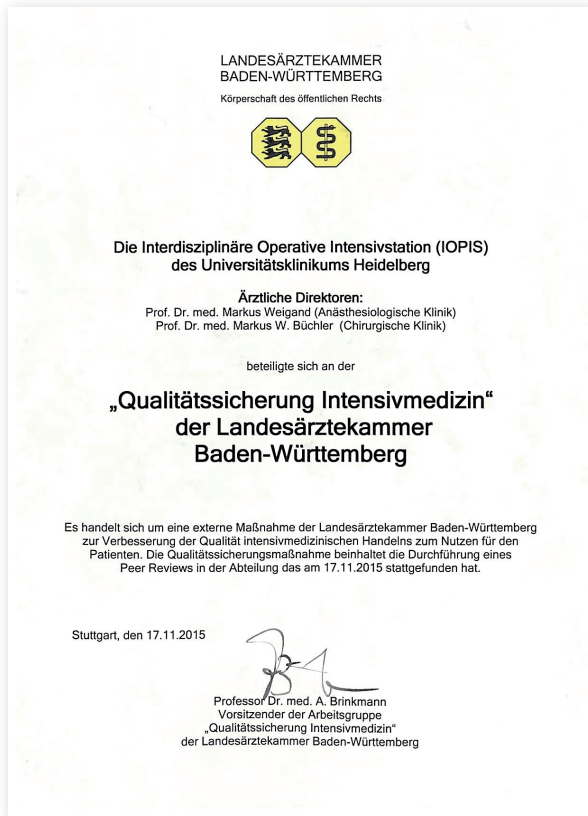 LANDESÄRZTEKAMMER
BADEN-WÜRTTEMBERG
Körperschaft des öffentlichen Rechts
Die Interdisziplinäre Operative Intensivstation (IOPIS)
des Universitätsklinikums Heidelberg
Ärztliche Direktoren:
Prof. Dr. med. Markus Weigand (Anästhesiologische Klinik)
Prof. Dr. med. Markus W. Büchler (Chirurgische Klinik)
beteiligte sich an der
„Qualitätssicherung Intensivmedizin“
der Landesärztekammer
Baden-Württemberg
Es handelt sich um eine externe Maßnahme der Landesärztekammer Baden-Württemberg
zur Verbesserung der Qualität intensivmedizinischen Handelns zum Nutzen für den
Patienten. Die Qualitätssicherungsmaßnahme beinhaltet die Durchführung eines
Peer Reviews in der Abteilung das am 17.11.2015 stattgefunden hat.
Stuttgart, den 17.11.2015
Professor Dr. med. A. Brinkmann
Vorsitzender der Arbeitsgruppe
„Qualitätssicherung Intensivmedizin“
der Landesärztekammer Baden-Württemberg